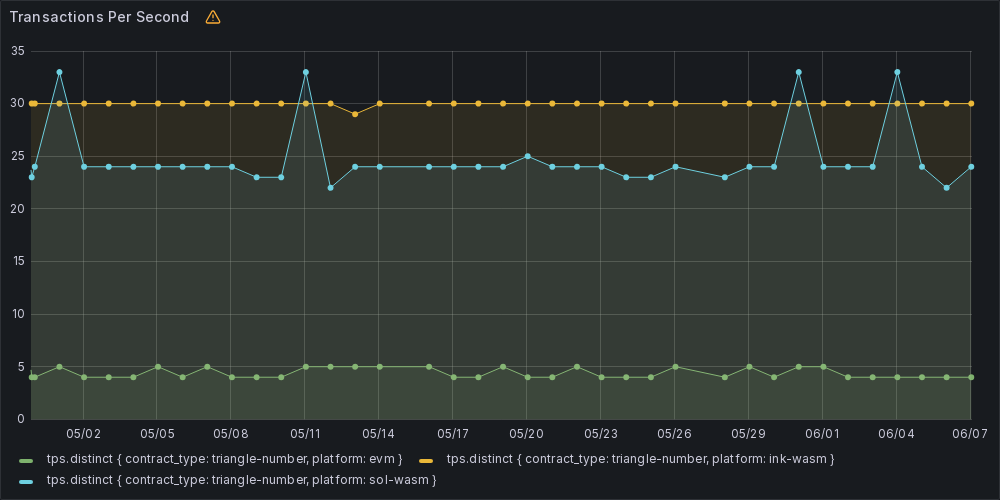 Transactions Per Second
35
30
25
20
15
10
5
0
05/02 05/05 05/08 05/11 05/14 05/17 05/20 05/23 05/26 05/29 06/01 06/04 06/07
tps.distinct { contract_type: triangle-number, platform: evm } tps.distinct { contract_type: triangle-number, platform: ink-wasm }
tps.distinct { contract_type: triangle-number, platform: sol-wasm }